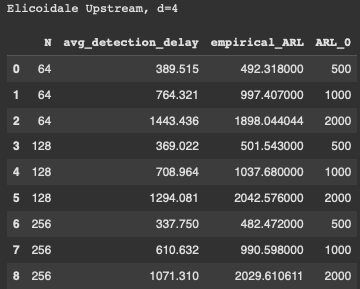 Elicoidale Upstream, d=4
N avg_detection_delay empirical_ARL ARL_0
0 64 389.515 492.318000 500
1 64 764.321 997.407000 1000
2 64 1443.436 1898.044044 2000
3 128 369.022 501.543000 500
4 128 708.964 1037.680000 1000
5 128 1294.081 2042.576000 2000
6 256 337.750 482.472000 500
7 256 610.632 990.598000 1000
8 256 1071.310 2029.610611 2000